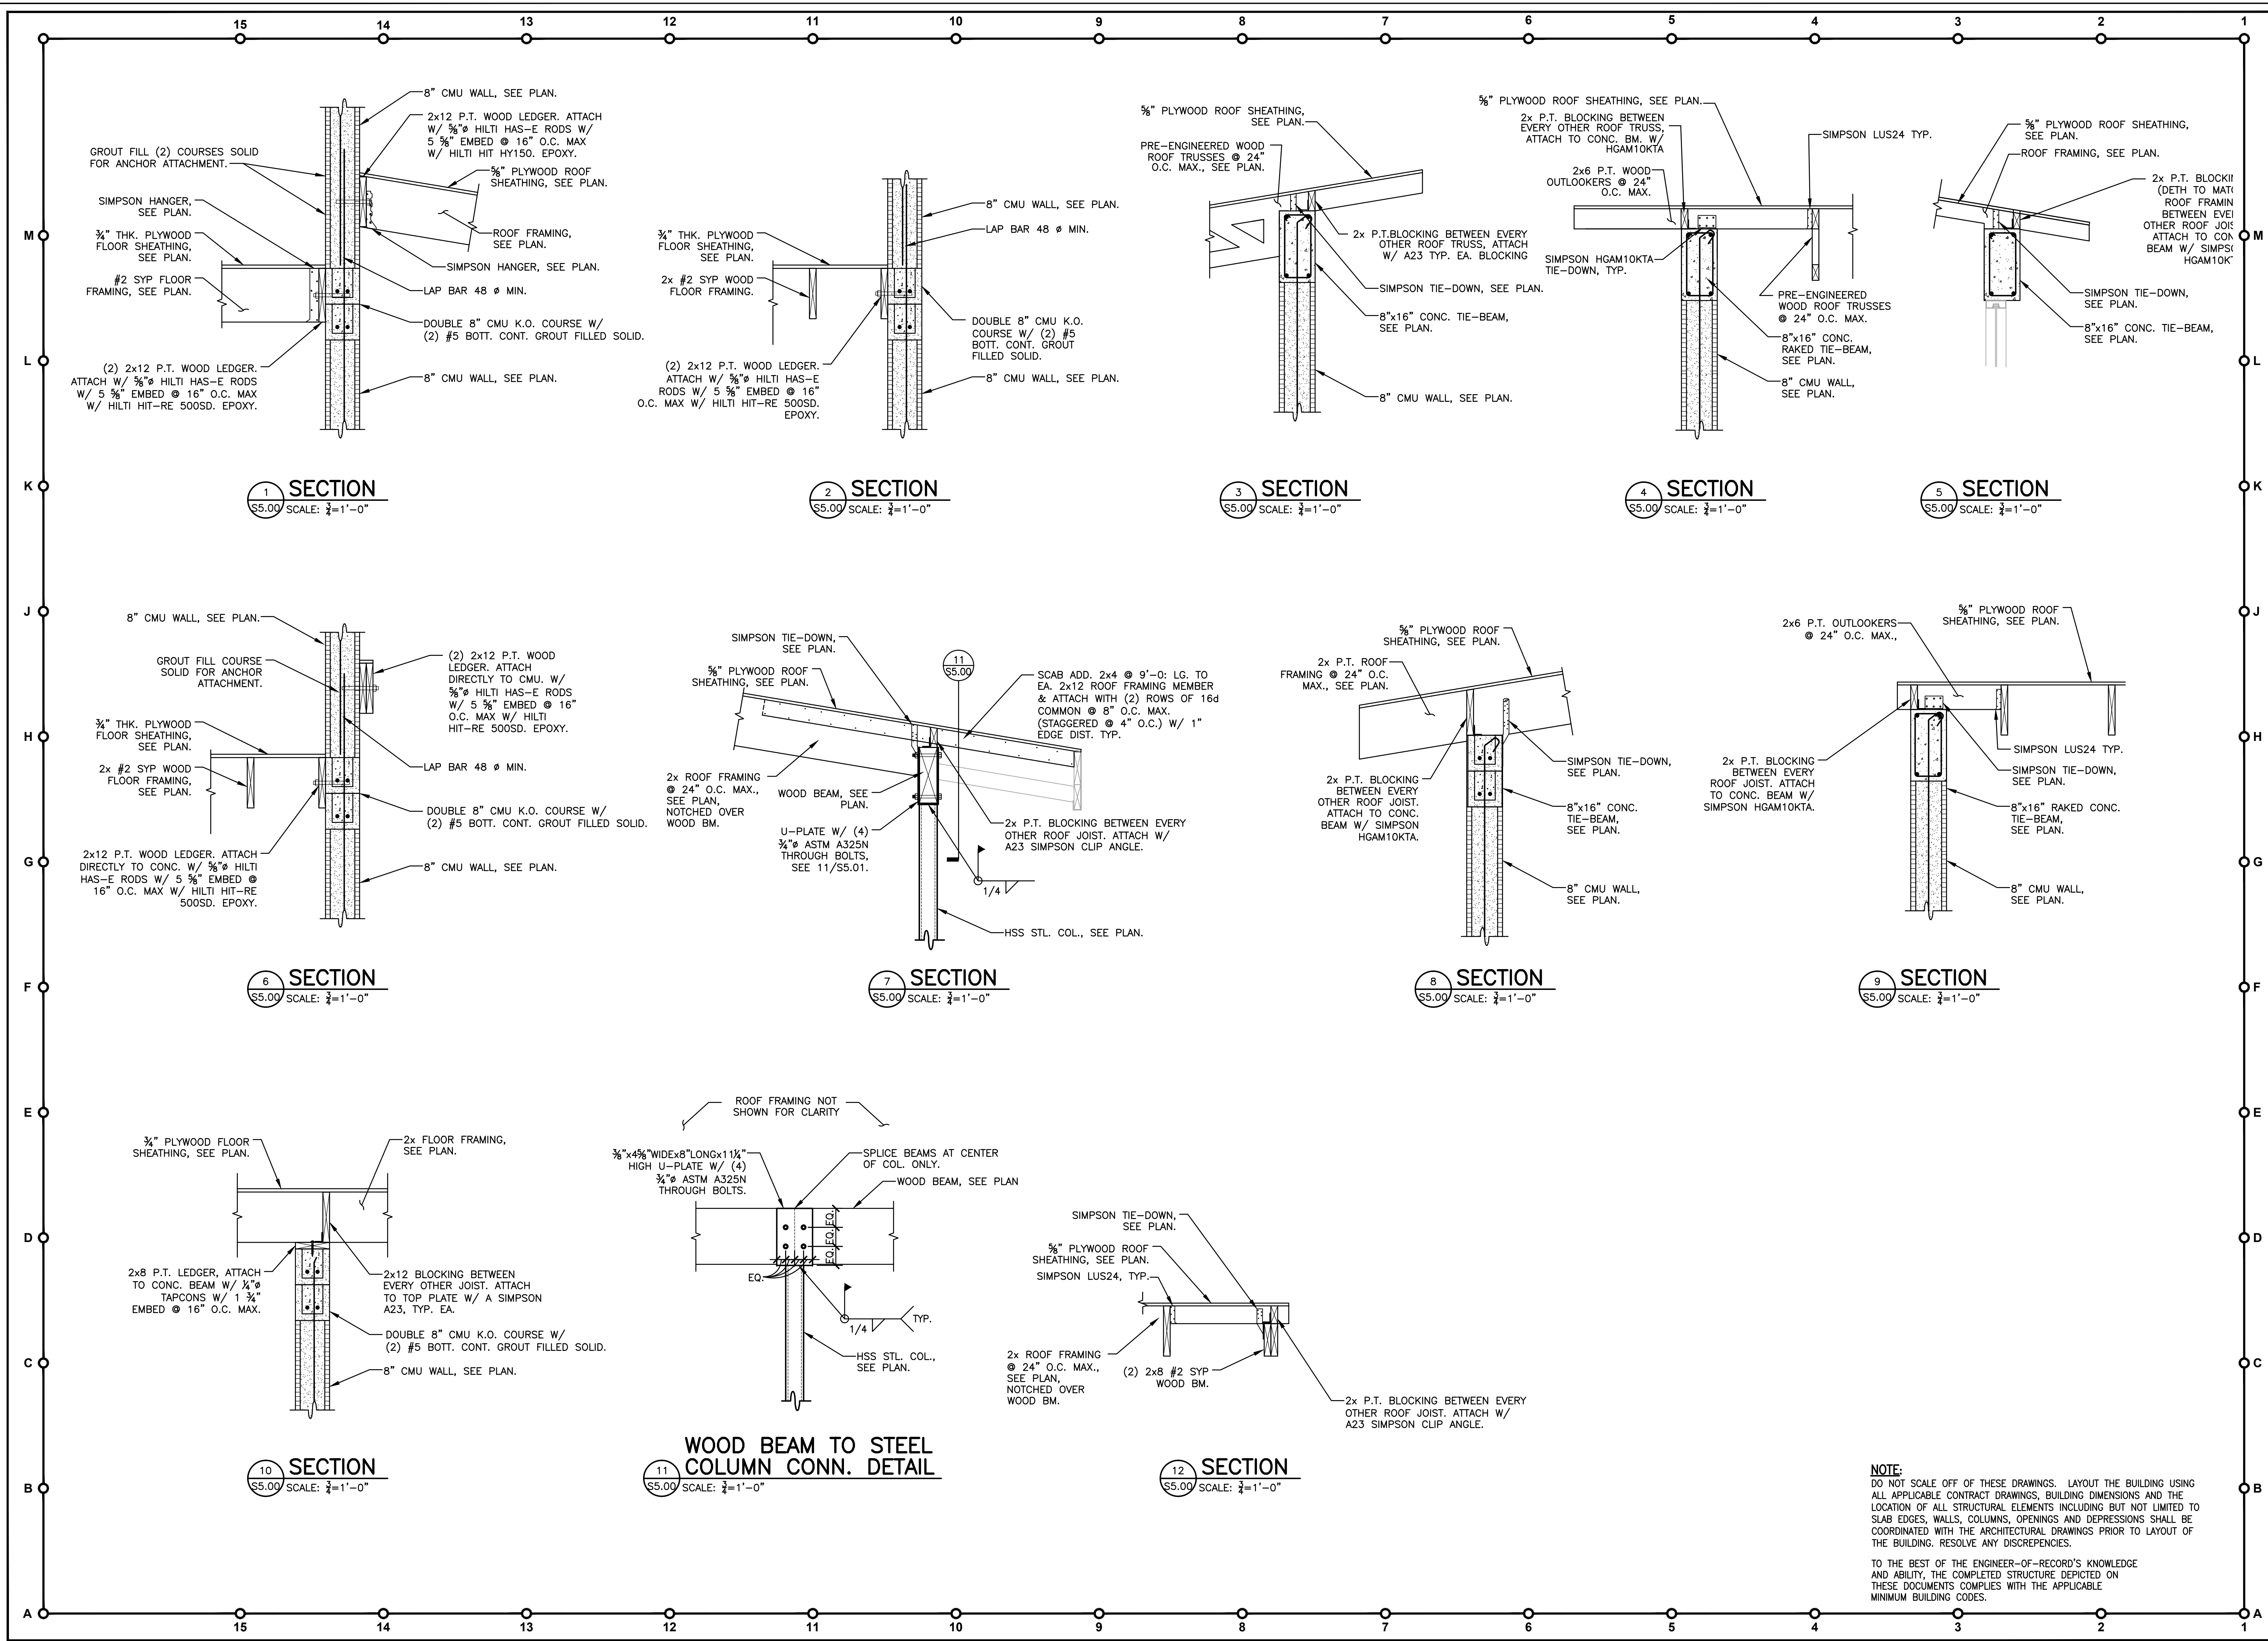 15 14 13 12 11 10 9 8 7 6 5 4 3 2 1
M
L
K
J
H
G
F
E
D
C
B
A
8" CMU WALL, SEE PLAN.
2x12 P.T. WOOD LEDGER. ATTACH
W/ ⅝"ø HILTI HAS-E RODS W/
5 ⅝" EMBED @ 16" O.C. MAX
W/ HILTI HIT HY150. EPOXY.
GROUT FILL (2) COURSES SOLID
FOR ANCHOR ATTACHMENT.
⅝" PLYWOOD ROOF
SHEATHING, SEE PLAN.
SIMPSON HANGER,
SEE PLAN.
¾" THK. PLYWOOD
FLOOR SHEATHING,
SEE PLAN.
#2 SYP FLOOR
FRAMING, SEE PLAN.
ROOF FRAMING,
SEE PLAN.
SIMPSON HANGER, SEE PLAN.
LAP BAR 48 ø MIN.
DOUBLE 8" CMU K.O. COURSE W/
(2) #5 BOTT. CONT. GROUT FILLED SOLID.
(2) 2x12 P.T. WOOD LEDGER.
ATTACH W/ ⅝"ø HILTI HAS-E RODS
W/ 5 ⅝" EMBED @ 16" O.C. MAX
W/ HILTI HIT-RE 500SD. EPOXY.
8" CMU WALL, SEE PLAN.
1 SECTION
S5.00 SCALE: ¾=1'-0"
8" CMU WALL, SEE PLAN.
LAP BAR 48 ø MIN.
¾" THK. PLYWOOD
FLOOR SHEATHING,
SEE PLAN.
2x #2 SYP WOOD
FLOOR FRAMING.
DOUBLE 8" CMU K.O.
COURSE W/ (2) #5
BOTT. CONT. GROUT
FILLED SOLID.
(2) 2x12 P.T. WOOD LEDGER.
ATTACH W/ ⅝"ø HILTI HAS-E
RODS W/ 5 ⅝" EMBED @ 16"
O.C. MAX W/ HILTI HIT-RE 500SD.
EPOXY.
8" CMU WALL, SEE PLAN.
2 SECTION
S5.00 SCALE: ¾=1'-0"
⅝" PLYWOOD ROOF SHEATHING,
SEE PLAN.
PRE-ENGINEERED WOOD
ROOF TRUSSES @ 24"
O.C. MAX., SEE PLAN.
2x P.T.BLOCKING BETWEEN EVERY
OTHER ROOF TRUSS, ATTACH
W/ A23 TYP. EA. BLOCKING
SIMPSON TIE-DOWN, SEE PLAN.
8"x16" CONC. TIE-BEAM,
SEE PLAN.
8" CMU WALL, SEE PLAN.
3 SECTION
S5.00 SCALE: ¾=1'-0"
⅝" PLYWOOD ROOF SHEATHING, SEE PLAN.
2x P.T. BLOCKING BETWEEN
EVERY OTHER ROOF TRUSS,
ATTACH TO CONC. BM. W/
HGAM10KTA
SIMPSON LUS24 TYP.
2x6 P.T. WOOD
OUTLOOKERS @ 24"
O.C. MAX.
SIMPSON HGAM10KTA
TIE-DOWN, TYP.
PRE-ENGINEERED
WOOD ROOF TRUSSES
@ 24" O.C. MAX.
8"x16" CONC.
RAKED TIE-BEAM,
SEE PLAN.
8" CMU WALL,
SEE PLAN.
4 SECTION
S5.00 SCALE: ¾=1'-0"
⅝" PLYWOOD ROOF SHEATHING,
SEE PLAN.
ROOF FRAMING, SEE PLAN.
2x P.T. BLOCKI
(DETH TO MAT
ROOF FRAMIN
BETWEEN EVE
OTHER ROOF JOIS
ATTACH TO CON
BEAM W/ SIMPS
HGAM10K
SIMPSON TIE-DOWN,
SEE PLAN.
8"x16" CONC. TIE-BEAM,
SEE PLAN.
5 SECTION
S5.00 SCALE: ¾=1'-0"
8" CMU WALL, SEE PLAN.
GROUT FILL COURSE
SOLID FOR ANCHOR
ATTACHMENT.
(2) 2x12 P.T. WOOD
LEDGER. ATTACH
DIRECTLY TO CMU. W/
⅝"ø HILTI HAS-E RODS
W/ 5 ⅝" EMBED @ 16"
O.C. MAX W/ HILTI
HIT-RE 500SD. EPOXY.
¾" THK. PLYWOOD
FLOOR SHEATHING,
SEE PLAN.
2x #2 SYP WOOD
FLOOR FRAMING,
SEE PLAN.
LAP BAR 48 ø MIN.
DOUBLE 8" CMU K.O. COURSE W/
(2) #5 BOTT. CONT. GROUT FILLED SOLID.
2x12 P.T. WOOD LEDGER. ATTACH
DIRECTLY TO CONC. W/ ⅝"ø HILTI
HAS-E RODS W/ 5 ⅝" EMBED @
16" O.C. MAX W/ HILTI HIT-RE
500SD. EPOXY.
8" CMU WALL, SEE PLAN.
6 SECTION
S5.00 SCALE: ¾=1'-0"
SIMPSON TIE-DOWN,
SEE PLAN.
⅝" PLYWOOD ROOF
SHEATHING, SEE PLAN.
11
S5.00
SCAB ADD. 2x4 @ 9'-0: LG. TO
EA. 2x12 ROOF FRAMING MEMBER
& ATTACH WITH (2) ROWS OF 16d
COMMON @ 8" O.C. MAX.
(STAGGERED @ 4" O.C.) W/ 1"
EDGE DIST. TYP.
2x ROOF FRAMING
@ 24" O.C. MAX.,
SEE PLAN,
NOTCHED OVER
WOOD BM.
WOOD BEAM, SEE
PLAN.
U-PLATE W/ (4)
¾"ø ASTM A325N
THROUGH BOLTS,
SEE 11/S5.01.
2x P.T. BLOCKING BETWEEN EVERY
OTHER ROOF JOIST. ATTACH W/
A23 SIMPSON CLIP ANGLE.
1/4
HSS STL. COL., SEE PLAN.
7 SECTION
S5.00 SCALE: ¾=1'-0"
⅝" PLYWOOD ROOF
SHEATHING, SEE PLAN.
2x P.T. ROOF
FRAMING @ 24" O.C.
MAX., SEE PLAN.
2x P.T. BLOCKING
BETWEEN EVERY
OTHER ROOF JOIST.
ATTACH TO CONC.
BEAM W/ SIMPSON
HGAM10KTA.
SIMPSON TIE-DOWN,
SEE PLAN.
8"x16" CONC.
TIE-BEAM,
SEE PLAN.
8" CMU WALL,
SEE PLAN.
8 SECTION
S5.00 SCALE: ¾=1'-0"
2x6 P.T. OUTLOOKERS
@ 24" O.C. MAX.,
⅝" PLYWOOD ROOF
SHEATHING, SEE PLAN.
2x P.T. BLOCKING
BETWEEN EVERY
ROOF JOIST. ATTACH
TO CONC. BEAM W/
SIMPSON HGAM10KTA.
SIMPSON LUS24 TYP.
SIMPSON TIE-DOWN,
SEE PLAN.
8"x16" RAKED CONC.
TIE-BEAM,
SEE PLAN.
8" CMU WALL,
SEE PLAN.
9 SECTION
S5.00 SCALE: ¾=1'-0"
¾" PLYWOOD FLOOR
SHEATHING, SEE PLAN.
2x FLOOR FRAMING,
SEE PLAN.
2x8 P.T. LEDGER, ATTACH
TO CONC. BEAM W/ ¼"ø
TAPCONS W/ 1 ¾"
EMBED @ 16" O.C. MAX.
2x12 BLOCKING BETWEEN
EVERY OTHER JOIST. ATTACH
TO TOP PLATE W/ A SIMPSON
A23, TYP. EA.
DOUBLE 8" CMU K.O. COURSE W/
(2) #5 BOTT. CONT. GROUT FILLED SOLID.
8" CMU WALL, SEE PLAN.
10 SECTION
S5.00 SCALE: ¾=1'-0"
ROOF FRAMING NOT
SHOWN FOR CLARITY
⅜"x4⅝"WIDEx8"LONGx11¼"
HIGH U-PLATE W/ (4)
¾"ø ASTM A325N
THROUGH BOLTS.
SPLICE BEAMS AT CENTER
OF COL. ONLY.
WOOD BEAM, SEE PLAN
EQ. EQ. EQ.
EQ.
1/4 TYP.
HSS STL. COL.,
SEE PLAN.
WOOD BEAM TO STEEL
11 COLUMN CONN. DETAIL
S5.00 SCALE: ¾=1'-0"
SIMPSON TIE-DOWN,
SEE PLAN.
⅝" PLYWOOD ROOF
SHEATHING, SEE PLAN.
SIMPSON LUS24, TYP.
2x ROOF FRAMING
@ 24" O.C. MAX.,
SEE PLAN,
NOTCHED OVER
WOOD BM.
(2) 2x8 #2 SYP
WOOD BM.
2x P.T. BLOCKING BETWEEN EVERY
OTHER ROOF JOIST. ATTACH W/
A23 SIMPSON CLIP ANGLE.
12 SECTION
S5.00 SCALE: ¾=1'-0"
NOTE:
DO NOT SCALE OFF OF THESE DRAWINGS. LAYOUT THE BUILDING USING
ALL APPLICABLE CONTRACT DRAWINGS, BUILDING DIMENSIONS AND THE
LOCATION OF ALL STRUCTURAL ELEMENTS INCLUDING BUT NOT LIMITED TO
SLAB EDGES, WALLS, COLUMNS, OPENINGS AND DEPRESSIONS SHALL BE
COORDINATED WITH THE ARCHITECTURAL DRAWINGS PRIOR TO LAYOUT OF
THE BUILDING. RESOLVE ANY DISCREPENCIES.
TO THE BEST OF THE ENGINEER-OF-RECORD'S KNOWLEDGE
AND ABILITY, THE COMPLETED STRUCTURE DEPICTED ON
THESE DOCUMENTS COMPLIES WITH THE APPLICABLE
MINIMUM BUILDING CODES.
M
L
K
J
H
G
F
E
D
C
B
A
15 14 13 12 11 10 9 8 7 6 5 4 3 2 1